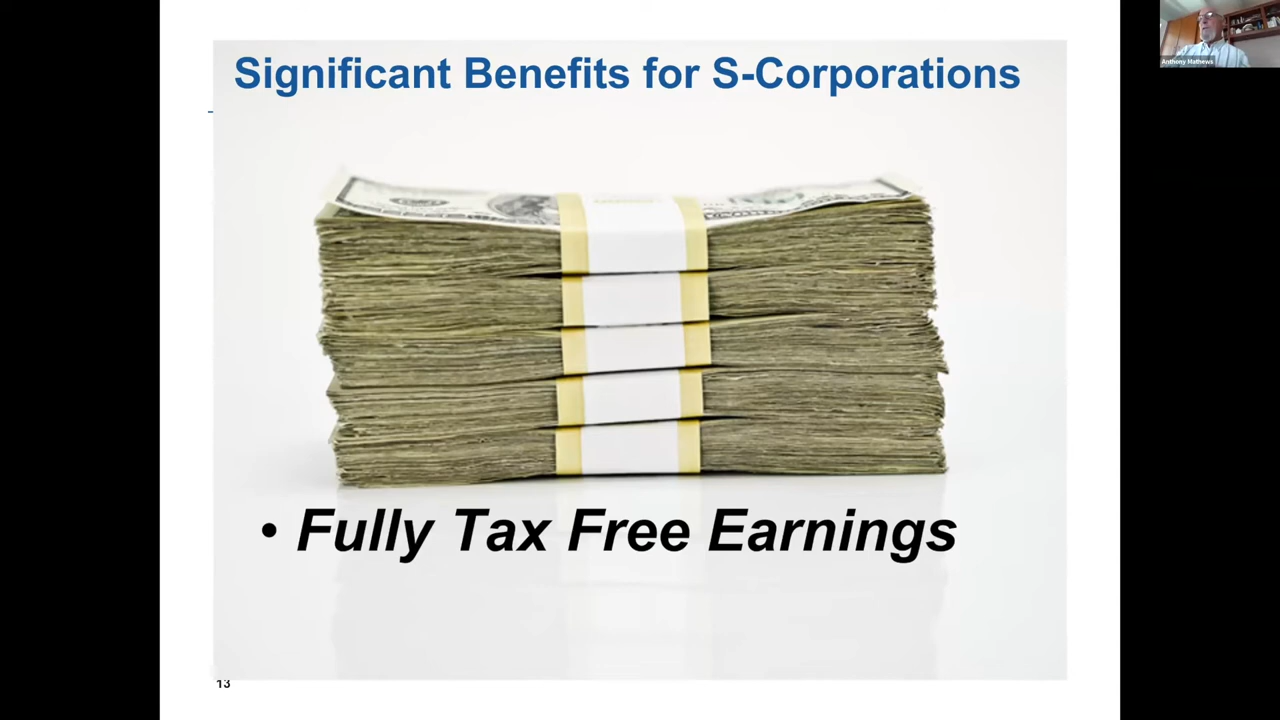 Significant Benefits for S-Corporations
Anthony Mathews
• Fully Tax Free Earnings
13